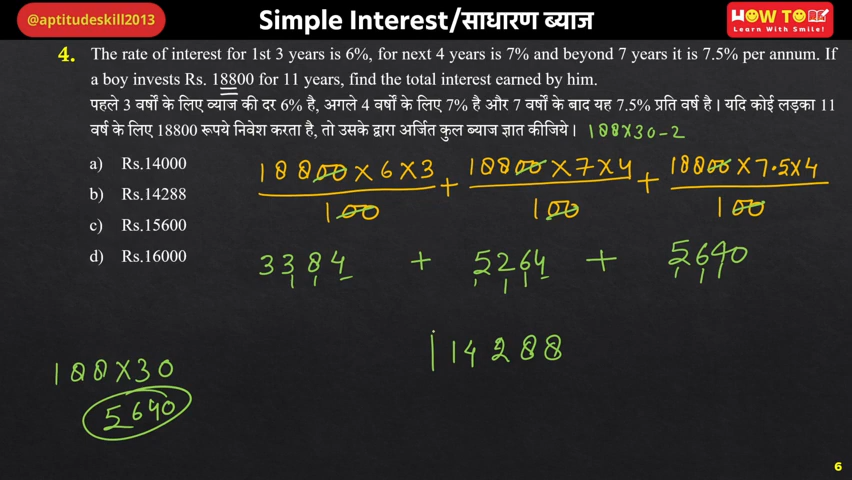 @aptitudeskill2013
Simple Interest/साधारण ब्याज
HOW TO
Learn With Smile!
4. The rate of interest for 1st 3 years is 6%, for next 4 years is 7% and beyond 7 years it is 7.5% per annum. If
a boy invests Rs. 18800 for 11 years, find the total interest earned by him.
पहले 3 वर्षों के लिए व्याज की दर 6% है, अगले 4 वर्षों के लिए 7% है और 7 वर्षों के बाद यह 7.5% प्रति वर्ष है। यदि कोई लड़का 11
वर्ष के लिए 18800 रूपये निवेश करता है, तो उसके द्वारा अर्जित कुल ब्याज ज्ञात कीजिये। 188×30-2
a) Rs.14000
b) Rs.14288
c) Rs.15600
d) Rs.16000
18800×6×3/100 + 18800×7×4/100 + 18800×7.5×4/100
3384 + 5264 + 5640
14288
188×30
5640
6